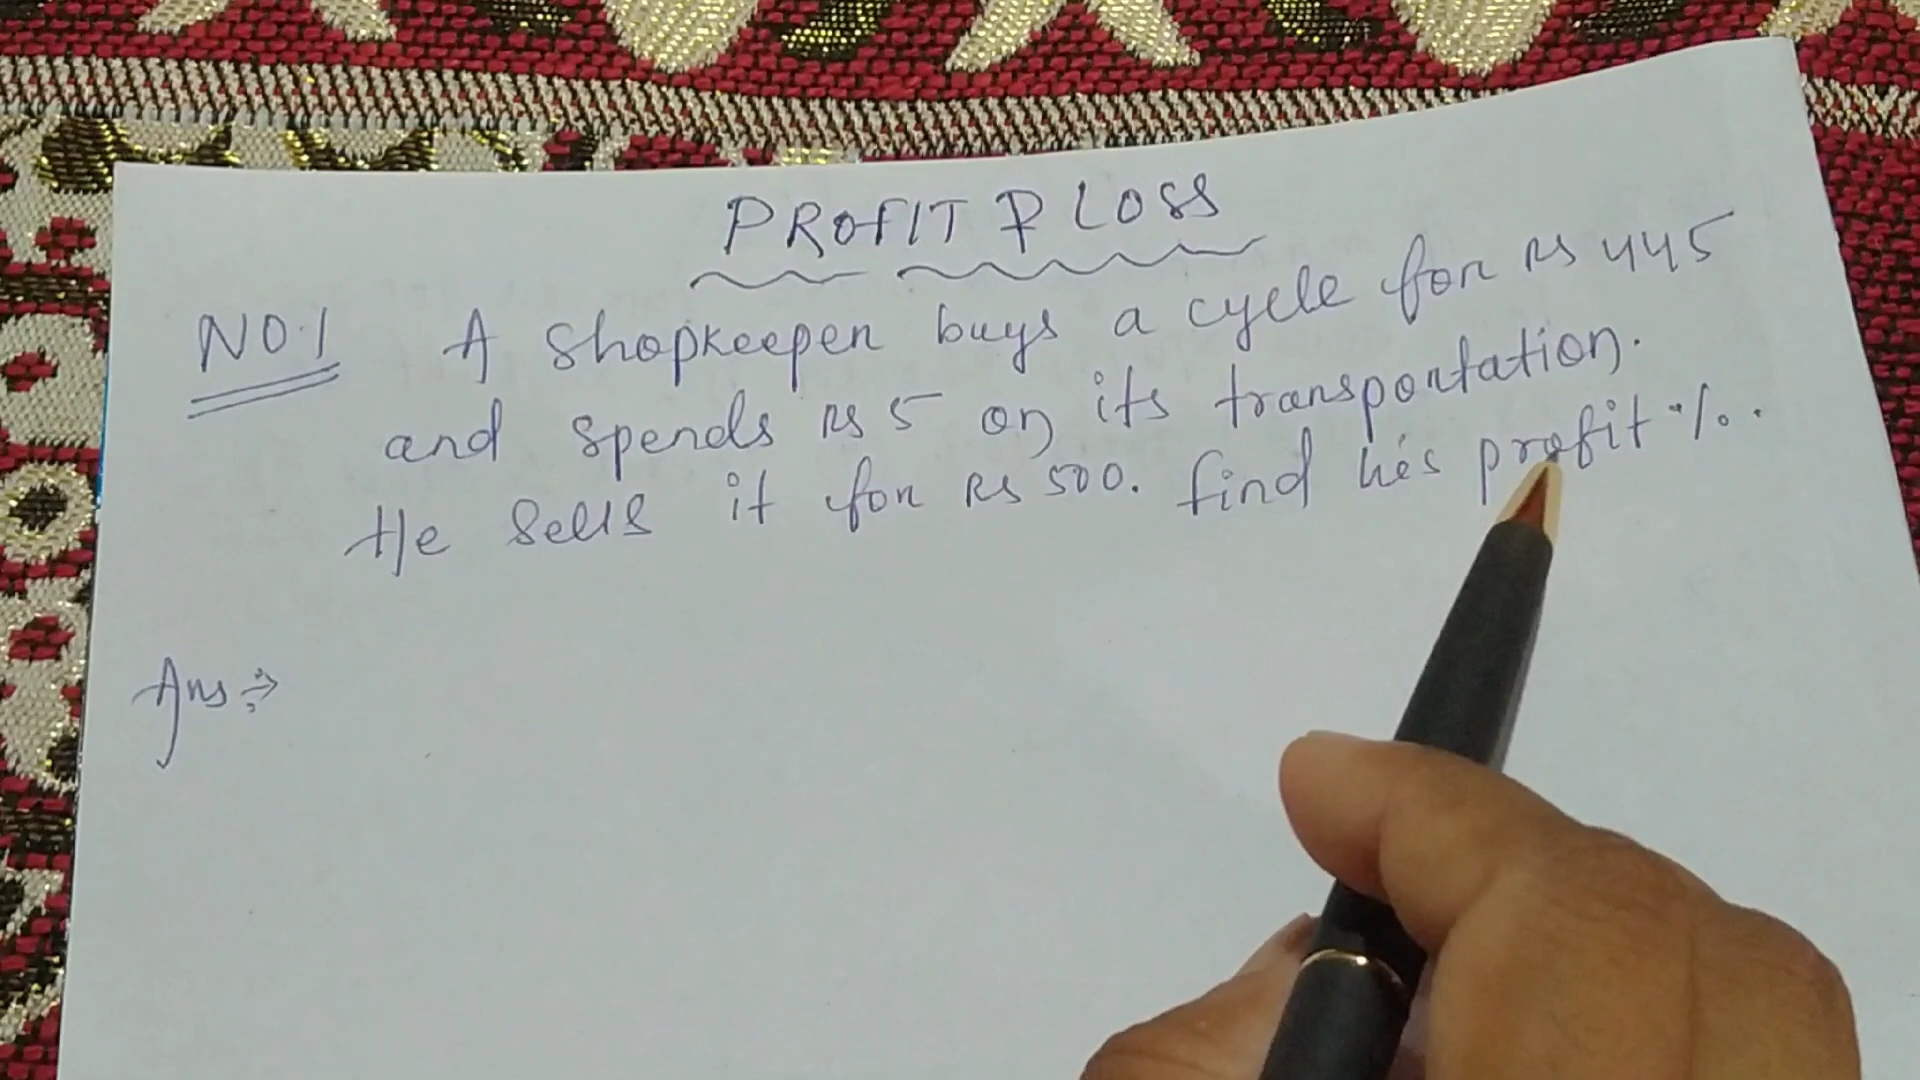 PROFIT & LOSS
NO.1 A shopkeeper buys a cycle for Rs 445
and spends Rs 5 on its transportation.
He sells it for Rs 500. find his profit %.
Ans :→